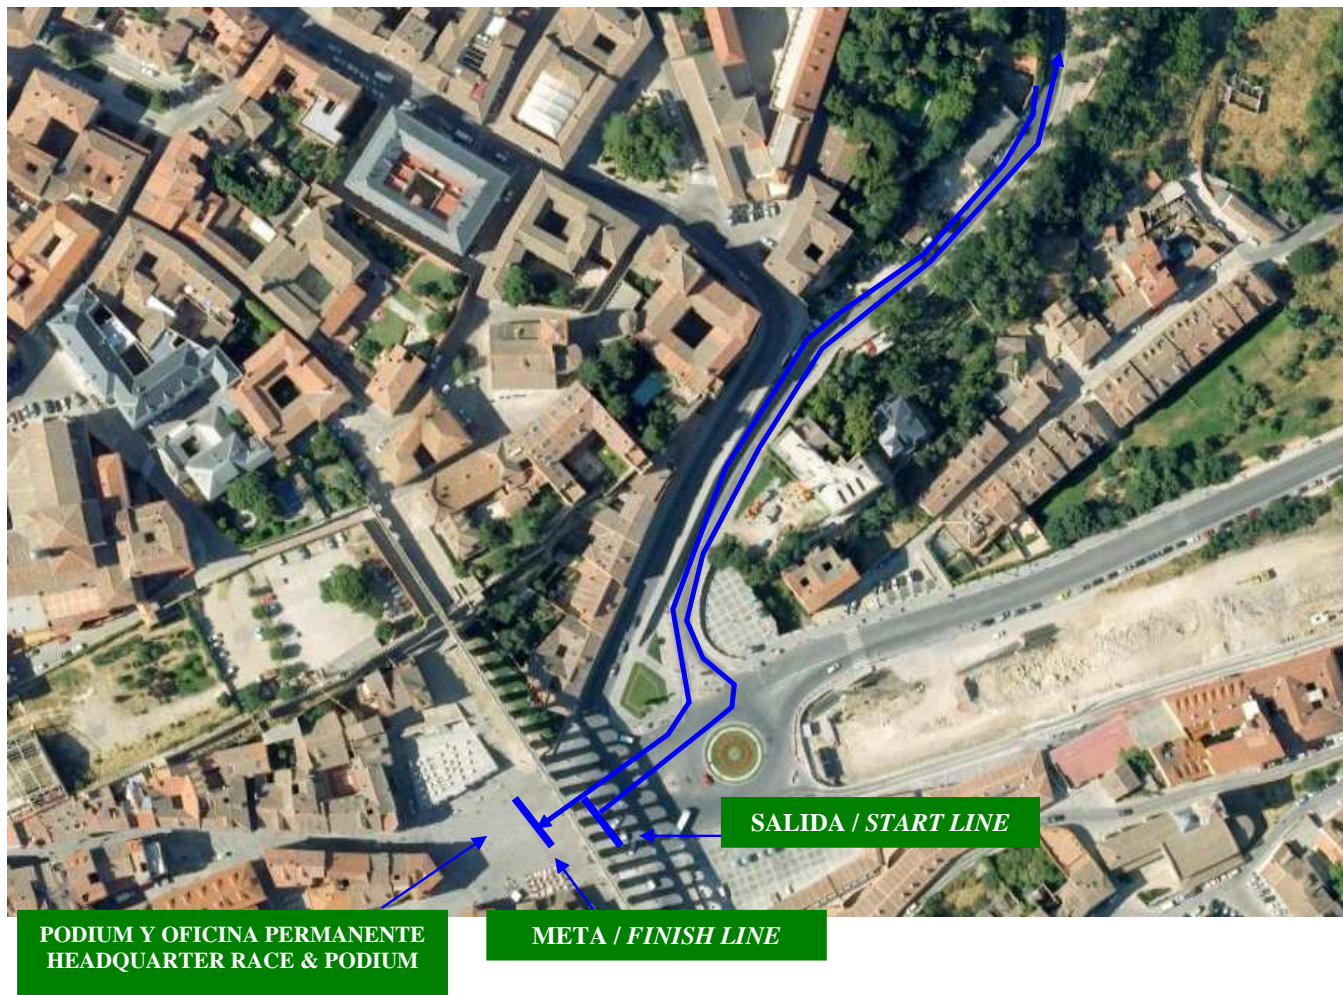 SALIDA / START LINE
PODIUM Y OFICINA PERMANENTE
HEADQUARTER RACE & PODIUM
META / FINISH LINE